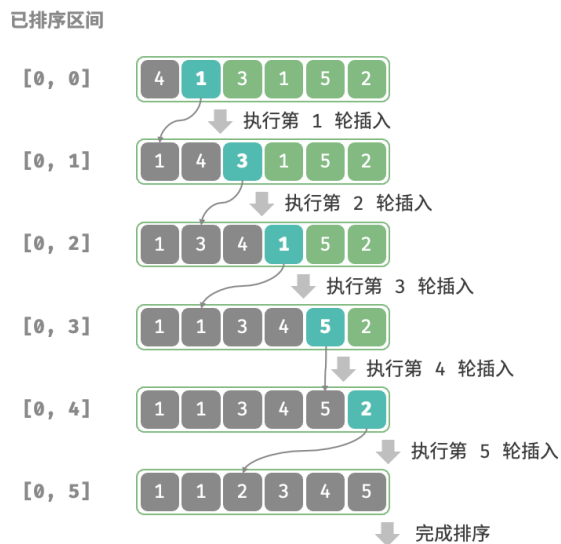 已排序区间
[0, 0] 4 1 3 1 5 2
执行第 1 轮插入
[0, 1] 1 4 3 1 5 2
执行第 2 轮插入
[0, 2] 1 3 4 1 5 2
执行第 3 轮插入
[0, 3] 1 1 3 4 5 2
执行第 4 轮插入
[0, 4] 1 1 3 4 5 2
执行第 5 轮插入
[0, 5] 1 1 2 3 4 5
完成排序